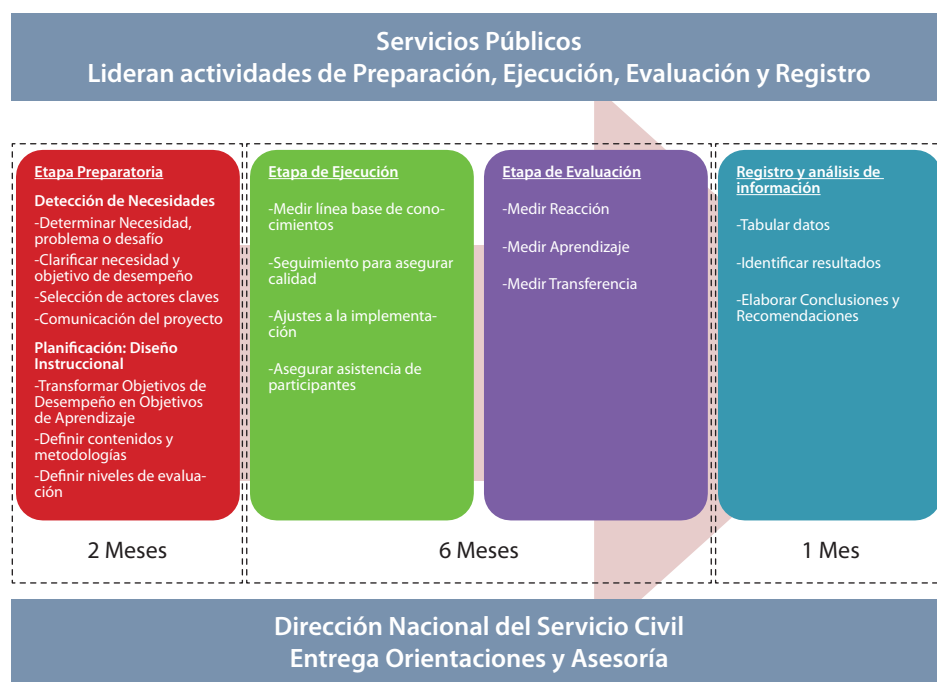 Servicios Públicos
Lideran actividades de Preparación, Ejecución, Evaluación y Registro
Etapa Preparatoria
Detección de Necesidades
-Determinar Necesidad,
problema o desafío
-Clarificar necesidad y
objetivo de desempeño
-Selección de actores claves
-Comunicación del proyecto
Planificación: Diseño
Instruccional
-Transformar Objetivos de
Desempeño en Objetivos
de Aprendizaje
-Definir contenidos y
metodologías
-Definir niveles de evalua-
ción
Etapa de Ejecución
-Medir línea base de cono-
cimientos
-Seguimiento para asegurar
calidad
-Ajustes a la implementa-
ción
-Asegurar asistencia de
participantes
Etapa de Evaluación
-Medir Reacción
-Medir Aprendizaje
-Medir Transferencia
Registro y análisis de
información
-Tabular datos
-Identificar resultados
-Elaborar Conclusiones y
Recomendaciones
2 Meses
6 Meses
1 Mes
Dirección Nacional del Servicio Civil
Entrega Orientaciones y Asesoría